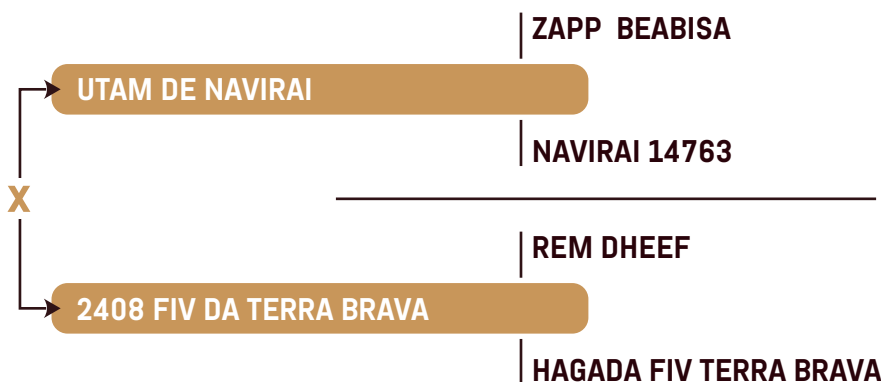 ZAPP BEABISA
UTAM DE NAVIRAI
NAVIRAI 14763
X
REM DHEEF
2408 FIV DA TERRA BRAVA
HAGADA FIV TERRA BRAVA